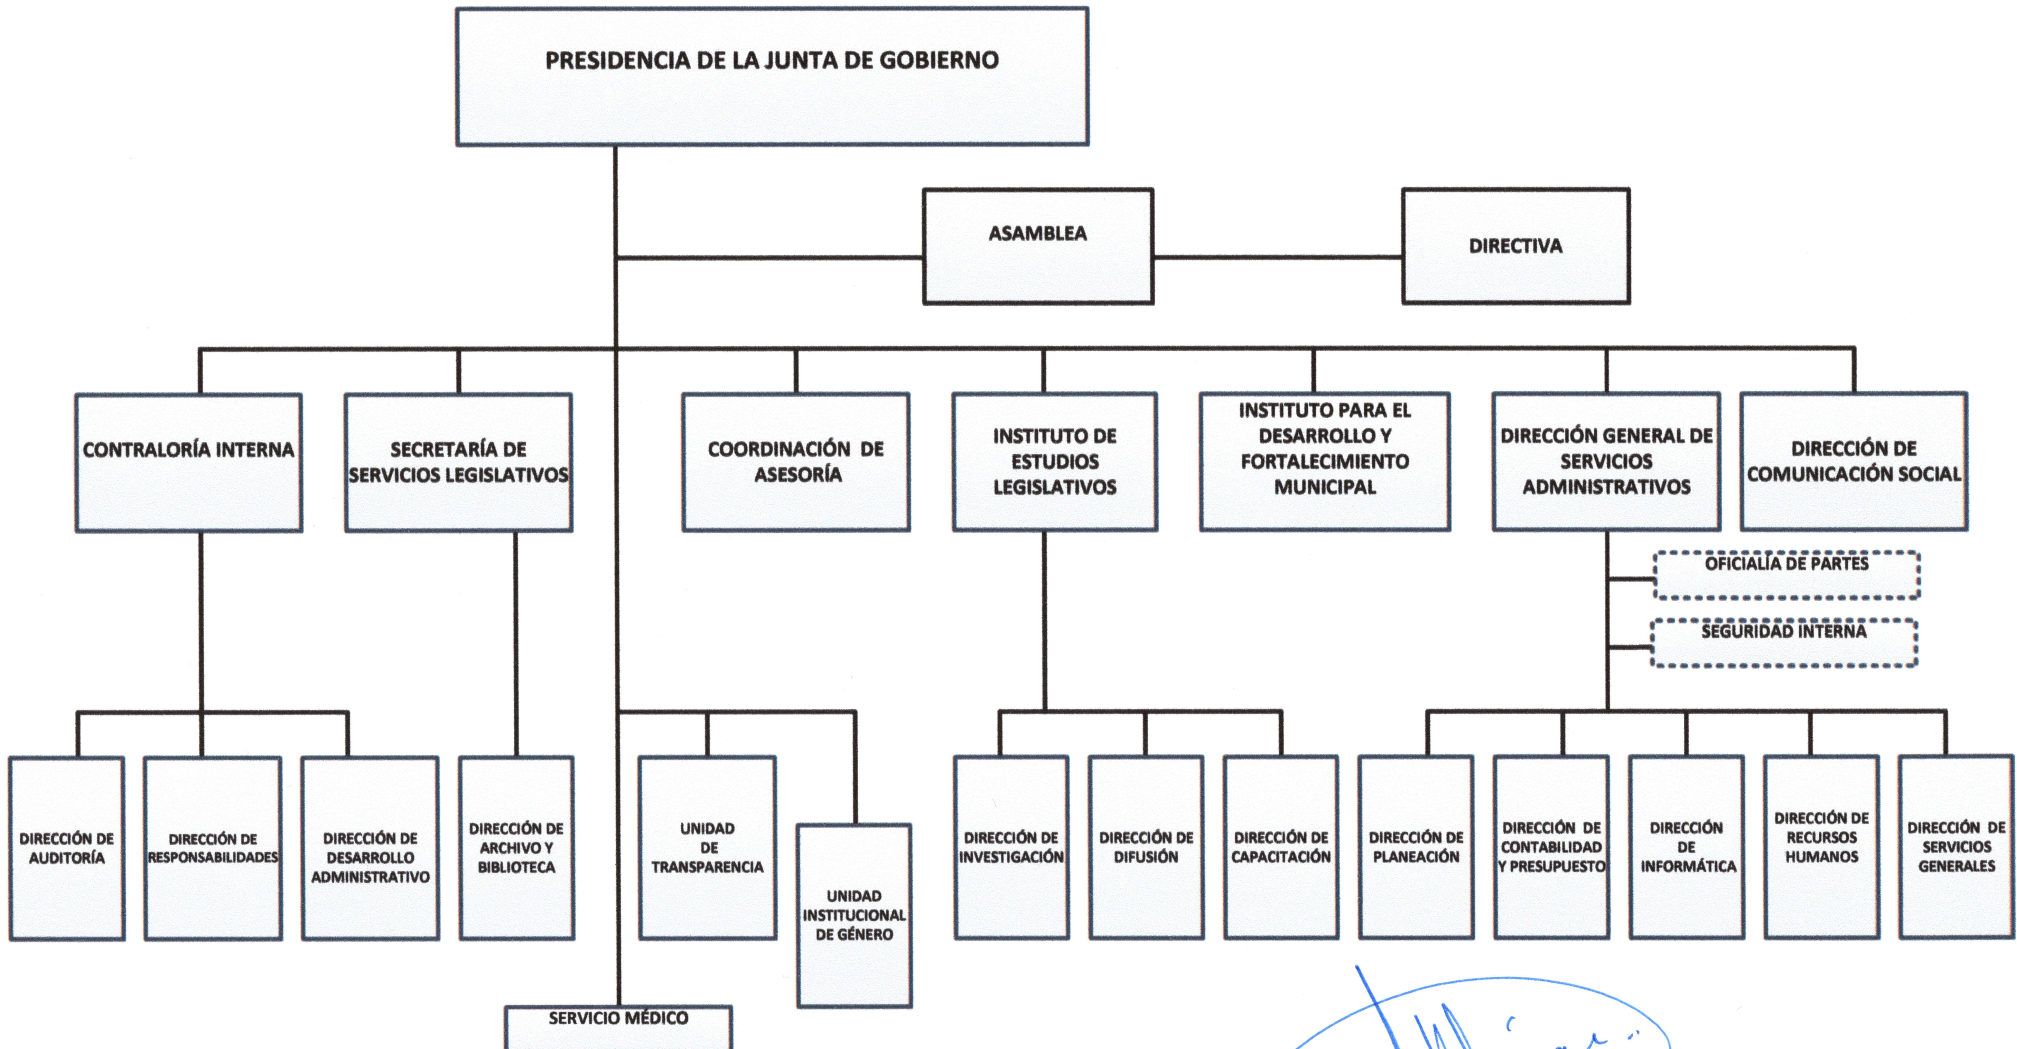 PRESIDENCIA DE LA JUNTA DE GOBIERNO
ASAMBLEA
DIRECTIVA
CONTRALORÍA INTERNA
SECRETARÍA DE
SERVICIOS LEGISLATIVOS
COORDINACIÓN DE
ASESORÍA
INSTITUTO DE
ESTUDIOS
LEGISLATIVOS
INSTITUTO PARA EL
DESARROLLO Y
FORTALECIMIENTO
MUNICIPAL
DIRECCIÓN GENERAL DE
SERVICIOS
ADMINISTRATIVOS
DIRECCIÓN DE
COMUNICACIÓN SOCIAL
OFICIALÍA DE PARTES
SEGURIDAD INTERNA
DIRECCIÓN DE
AUDITORÍA
DIRECCIÓN DE
RESPONSABILIDADES
DIRECCIÓN DE
DESARROLLO
ADMINISTRATIVO
DIRECCIÓN DE
ARCHIVO Y
BIBLIOTECA
UNIDAD
DE
TRANSPARENCIA
UNIDAD
INSTITUCIONAL
DE GÉNERO
DIRECCIÓN DE
INVESTIGACIÓN
DIRECCIÓN DE
DIFUSIÓN
DIRECCIÓN DE
CAPACITACIÓN
DIRECCIÓN DE
PLANEACIÓN
DIRECCIÓN DE
CONTABILIDAD
Y PRESUPUESTO
DIRECCIÓN
DE
INFORMÁTICA
DIRECCIÓN DE
RECURSOS
HUMANOS
DIRECCIÓN DE
SERVICIOS
GENERALES
SERVICIO MÉDICO